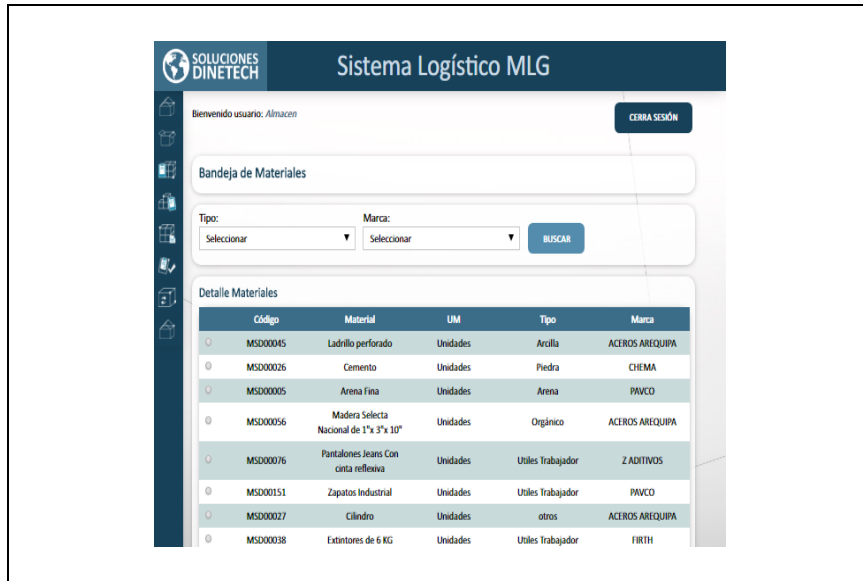 SOLUCIONES
DINETECH
Sistema Logístico MLG
Bienvenido usuario: Almacen
CERRA SESIÓN
Bandeja de Materiales
Tipo: Marca:
Seleccionar Seleccionar BUSCAR
Detalle Materiales
Código Material UM Tipo Marca
MSD00045 Ladrillo perforado Unidades Arcilla ACEROS AREQUIPA
MSD00026 Cemento Unidades Piedra CHEMA
MSD00005 Arena Fina Unidades Arena PAVCO
MSD00056 Madera Selecta Nacional de 1"x 3"x 10" Unidades Orgánico ACEROS AREQUIPA
MSD00076 Pantalones Jeans Con cinta reflexiva Unidades Utiles Trabajador Z ADITIVOS
MSD00151 Zapatos Industrial Unidades Utiles Trabajador PAVCO
MSD00027 Cilindro Unidades otros ACEROS AREQUIPA
MSD00038 Extintores de 6 KG Unidades Utiles Trabajador FIRTH